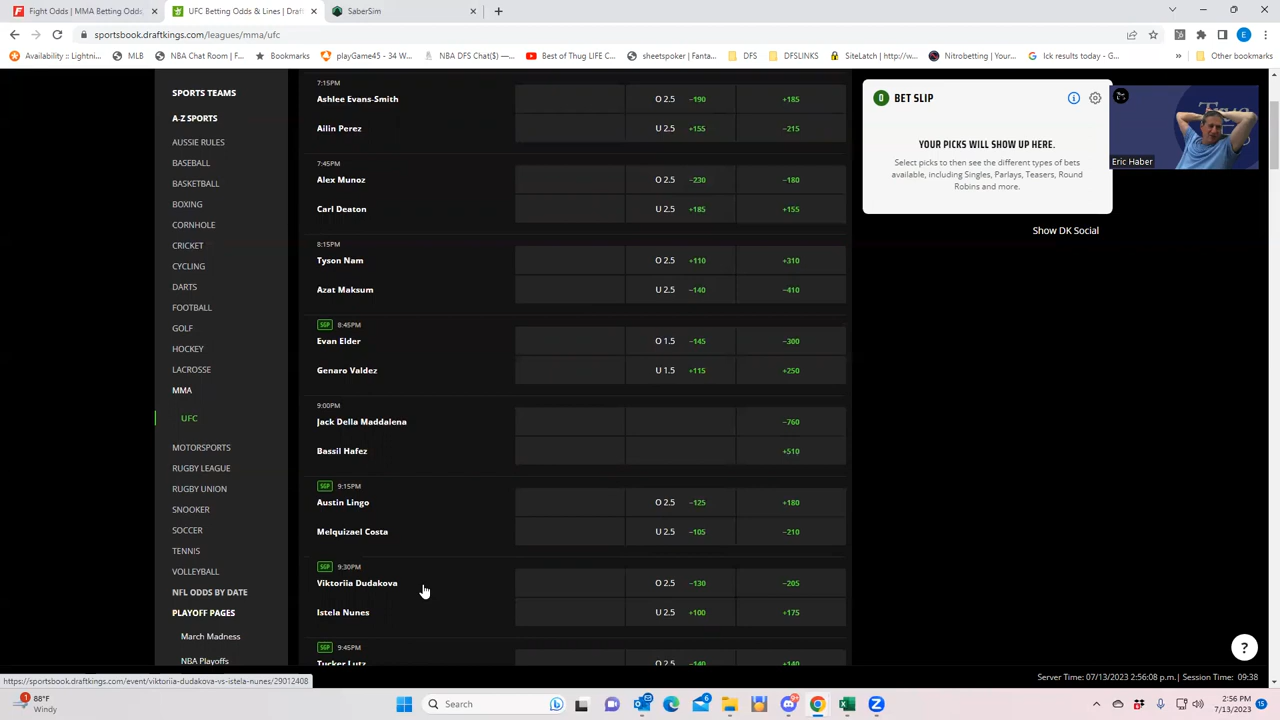 Fight Odds | MMA Betting Odds
UFC Betting Odds & Lines | Draft
SaberSim
sportsbook.draftkings.com/leagues/mma/ufc
Availability :: Lightni...
MLB
NBA Chat Room | F...
Bookmarks
playGame45 - 34 W...
NBA DFS Chat($) -...
Best of Thug LIFE C...
sheetspoker | Fanta...
DFS
DFSLINKS
SiteLatch | http://w...
Nitrobetting | Your...
Ick results today - G...
Other bookmarks
SPORTS TEAMS
A-Z SPORTS
AUSSIE RULES
BASEBALL
BASKETBALL
BOXING
CORNHOLE
CRICKET
CYCLING
DARTS
FOOTBALL
GOLF
HOCKEY
LACROSSE
MMA
UFC
MOTORSPORTS
RUGBY LEAGUE
RUGBY UNION
SNOOKER
SOCCER
TENNIS
VOLLEYBALL
NFL ODDS BY DATE
PLAYOFF PAGES
March Madness
NBA Playoffs
7:15PM
Ashlee Evans-Smith O 2.5 −190 +185
Ailin Perez U 2.5 +155 −215
7:45PM
Alex Munoz O 2.5 −230 −180
Carl Deaton U 2.5 +185 +155
8:15PM
Tyson Nam O 2.5 +110 +310
Azat Maksum U 2.5 −140 −410
SGP 8:45PM
Evan Elder O 1.5 −145 −300
Genaro Valdez U 1.5 +115 +250
9:00PM
Jack Della Maddalena −760
Bassil Hafez +510
SGP 9:15PM
Austin Lingo O 2.5 −125 +180
Melquizael Costa U 2.5 −105 −210
SGP 9:30PM
Viktoriia Dudakova O 2.5 −130 −205
Istela Nunes U 2.5 +100 +175
SGP 9:45PM
Tucker Lutz O 2.5 −140 +140
0 BET SLIP
YOUR PICKS WILL SHOW UP HERE.
Select picks to then see the different types of bets
available, including Singles, Parlays, Teasers, Round
Robins and more.
Show DK Social
Eric Haber
?
https://sportsbook.draftkings.com/event/viktoriia-dudakova-vs-istela-nunes/29012408
Server Time: 07/13/2023 2:56:08 p.m.| Session Time: 09:38
88°F
Windy
Search
2:56 PM
7/13/2023